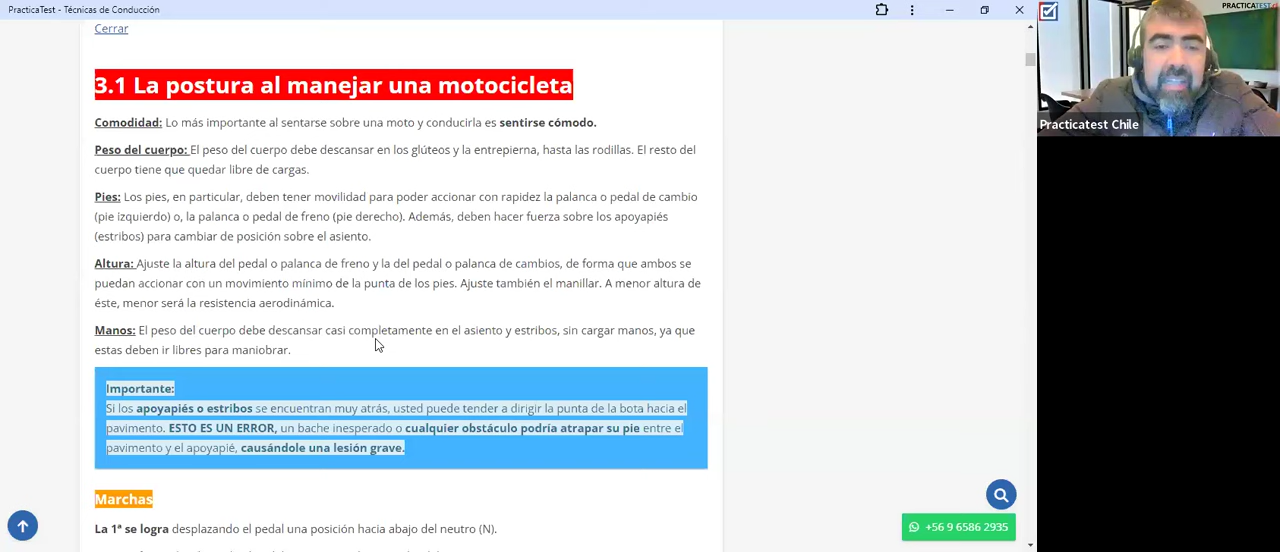 PracticaTest - Técnicas de Conducción
PRACTICATEST
Cerrar
3.1 La postura al manejar una motocicleta
Comodidad: Lo más importante al sentarse sobre una moto y conducirla es sentirse cómodo.
Peso del cuerpo: El peso del cuerpo debe descansar en los glúteos y la entrepierna, hasta las rodillas. El resto del
cuerpo tiene que quedar libre de cargas.
Pies: Los pies, en particular, deben tener movilidad para poder accionar con rapidez la palanca o pedal de cambio
(pie izquierdo) o, la palanca o pedal de freno (pie derecho). Además, deben hacer fuerza sobre los apoyapiés
(estribos) para cambiar de posición sobre el asiento.
Altura: Ajuste la altura del pedal o palanca de freno y la del pedal o palanca de cambios, de forma que ambos se
puedan accionar con un movimiento mínimo de la punta de los pies. Ajuste también el manillar. A menor altura de
éste, menor será la resistencia aerodinámica.
Manos: El peso del cuerpo debe descansar casi completamente en el asiento y estribos, sin cargar manos, ya que
estas deben ir libres para maniobrar.
Importante:
Si los apoyapiés o estribos se encuentran muy atrás, usted puede tender a dirigir la punta de la bota hacia el
pavimento. ESTO ES UN ERROR, un bache inesperado o cualquier obstáculo podría atrapar su pie entre el
pavimento y el apoyapié, causándole una lesión grave.
Marchas
La 1ª se logra desplazando el pedal una posición hacia abajo del neutro (N).
Practicatest Chile
+56 9 6586 2935